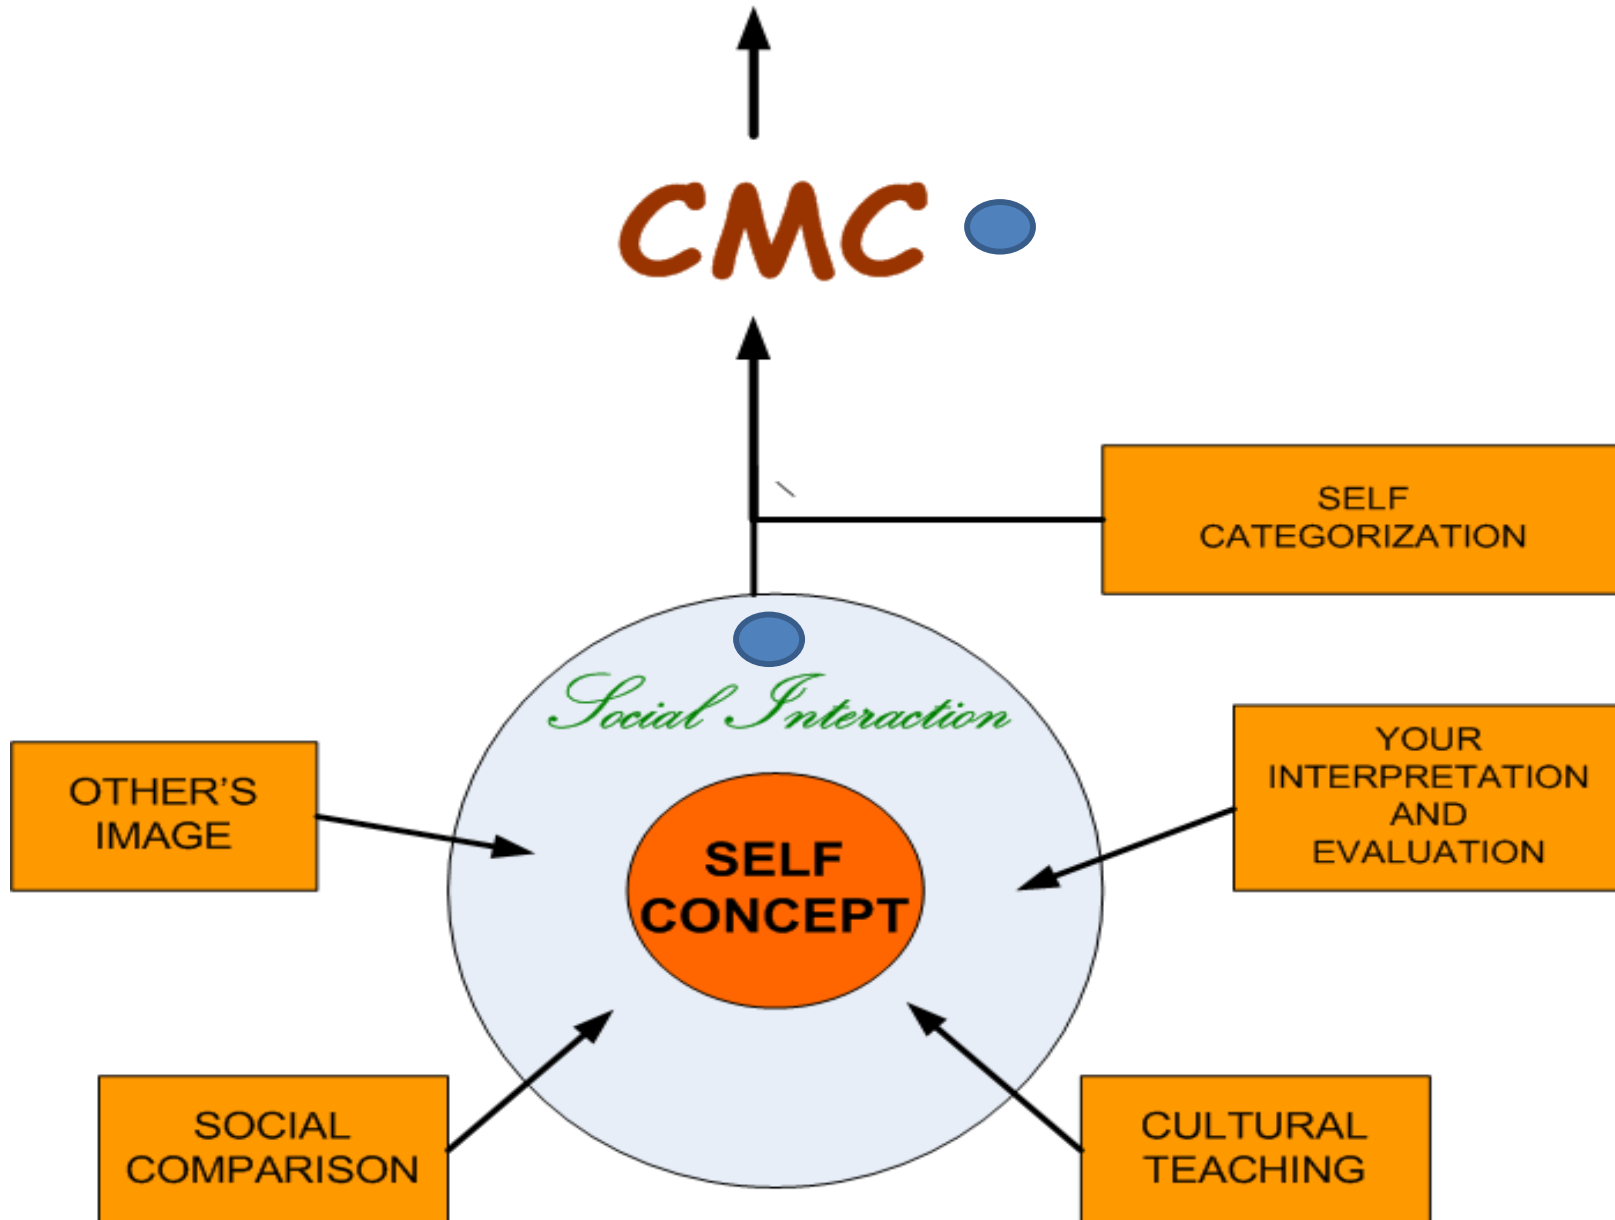 CMC
SELF
CATEGORIZATION
Social Interaction
YOUR
INTERPRETATION
AND
EVALUATION
OTHER'S
IMAGE
SELF
CONCEPT
SOCIAL
COMPARISON
CULTURAL
TEACHING